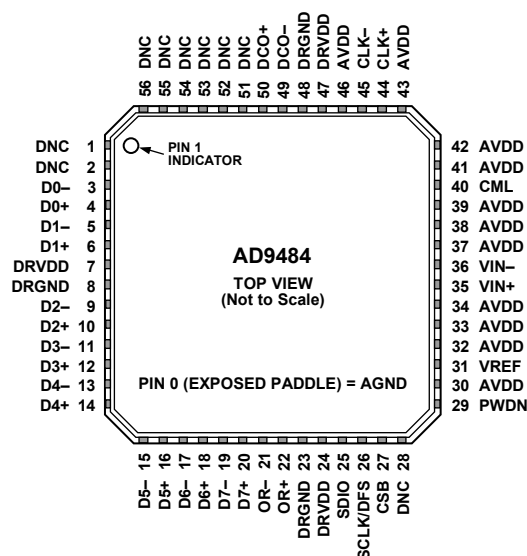 56 DNC
55 DNC
54 DNC
53 DNC
52 DNC
51 DNC
50 DCO+
49 DCO–
48 DRGND
47 DRVDD
46 AVDD
45 CLK–
44 CLK+
43 AVDD
DNC 1
DNC 2
D0– 3
D0+ 4
D1– 5
D1+ 6
DRVDD 7
DRGND 8
D2– 9
D2+ 10
D3– 11
D3+ 12
D4– 13
D4+ 14
PIN 1
INDICATOR
AD9484
TOP VIEW
(Not to Scale)
PIN 0 (EXPOSED PADDLE) = AGND
42 AVDD
41 AVDD
40 CML
39 AVDD
38 AVDD
37 AVDD
36 VIN–
35 VIN+
34 AVDD
33 AVDD
32 AVDD
31 VREF
30 AVDD
29 PWDN
D5– 15
D5+ 16
D6– 17
D6+ 18
D7– 19
D7+ 20
OR– 21
OR+ 22
DRGND 23
DRVDD 24
SDIO 25
SCLK/DFS 26
CSB 27
DNC 28